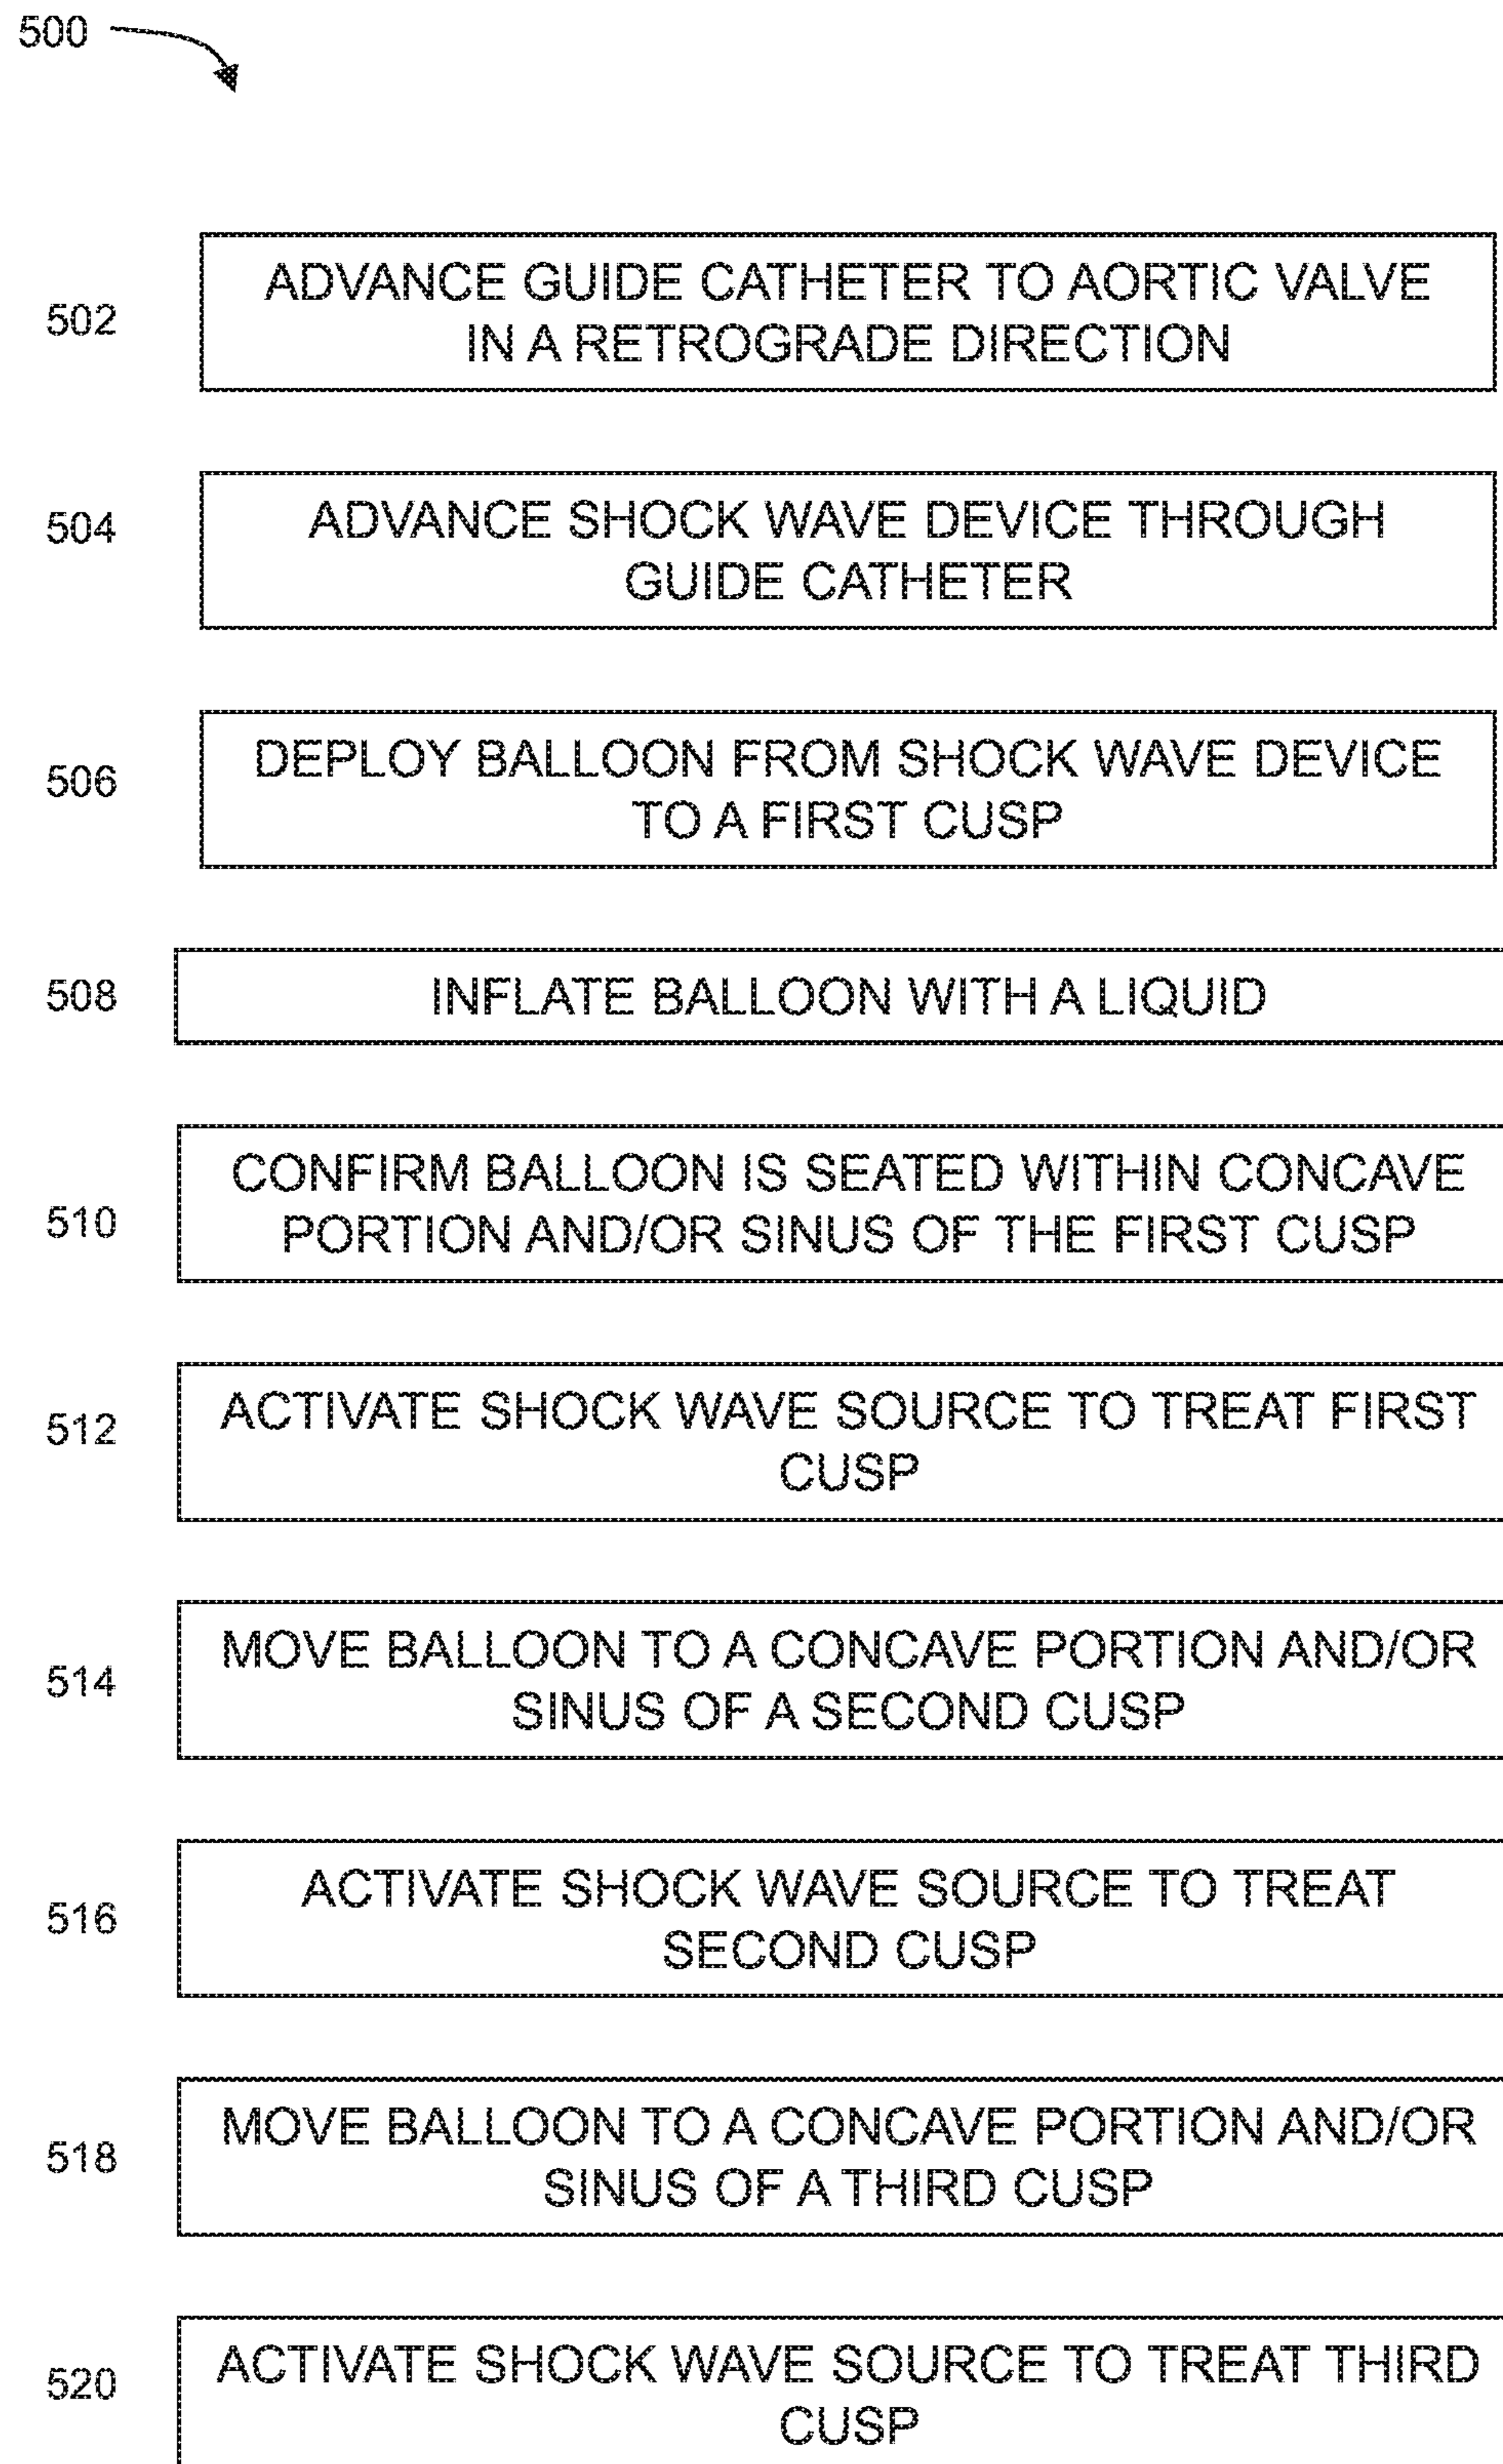 500
502
ADVANCE GUIDE CATHETER TO AORTIC VALVE
IN A RETROGRADE DIRECTION
504
ADVANCE SHOCK WAVE DEVICE THROUGH
GUIDE CATHETER
506
DEPLOY BALLOON FROM SHOCK WAVE DEVICE
TO A FIRST CUSP
508
INFLATE BALLOON WITH A LIQUID
510
CONFIRM BALLOON IS SEATED WITHIN CONCAVE
PORTION AND/OR SINUS OF THE FIRST CUSP
512
ACTIVATE SHOCK WAVE SOURCE TO TREAT FIRST
CUSP
514
MOVE BALLOON TO A CONCAVE PORTION AND/OR
SINUS OF A SECOND CUSP
516
ACTIVATE SHOCK WAVE SOURCE TO TREAT
SECOND CUSP
518
MOVE BALLOON TO A CONCAVE PORTION AND/OR
SINUS OF A THIRD CUSP
520
ACTIVATE SHOCK WAVE SOURCE TO TREAT THIRD
CUSP